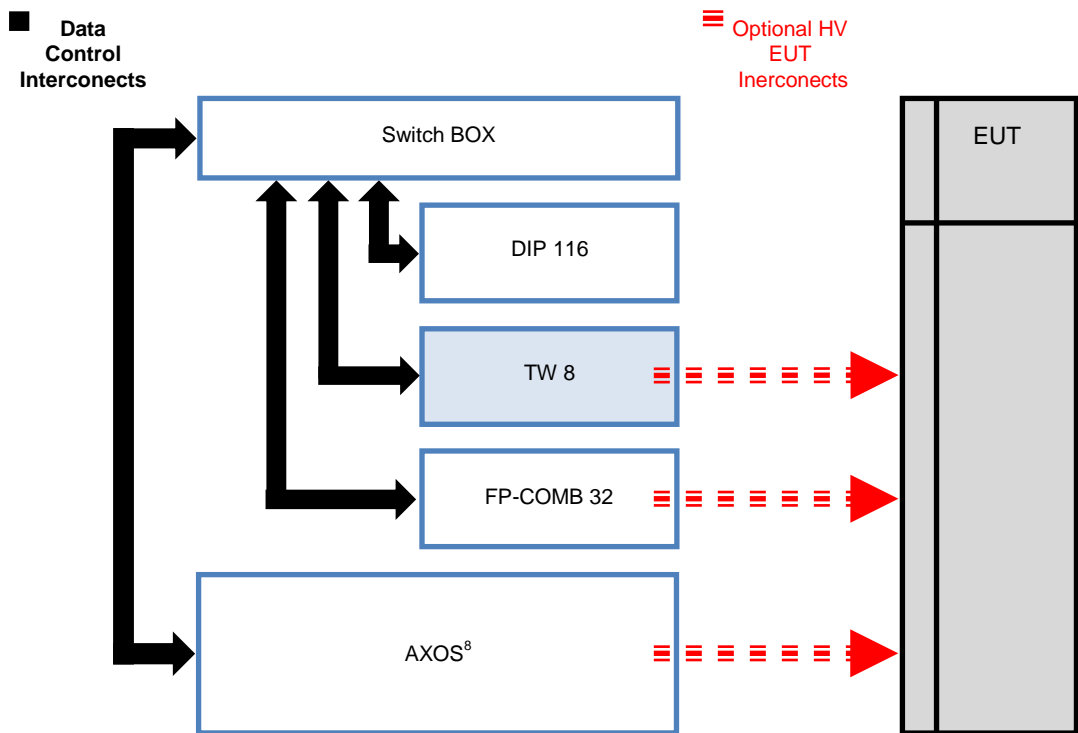 Data
Control
Interconects
Optional HV
EUT
Inerconects
Switch BOX
EUT
DIP 116
TW 8
FP-COMB 32
AXOS⁸